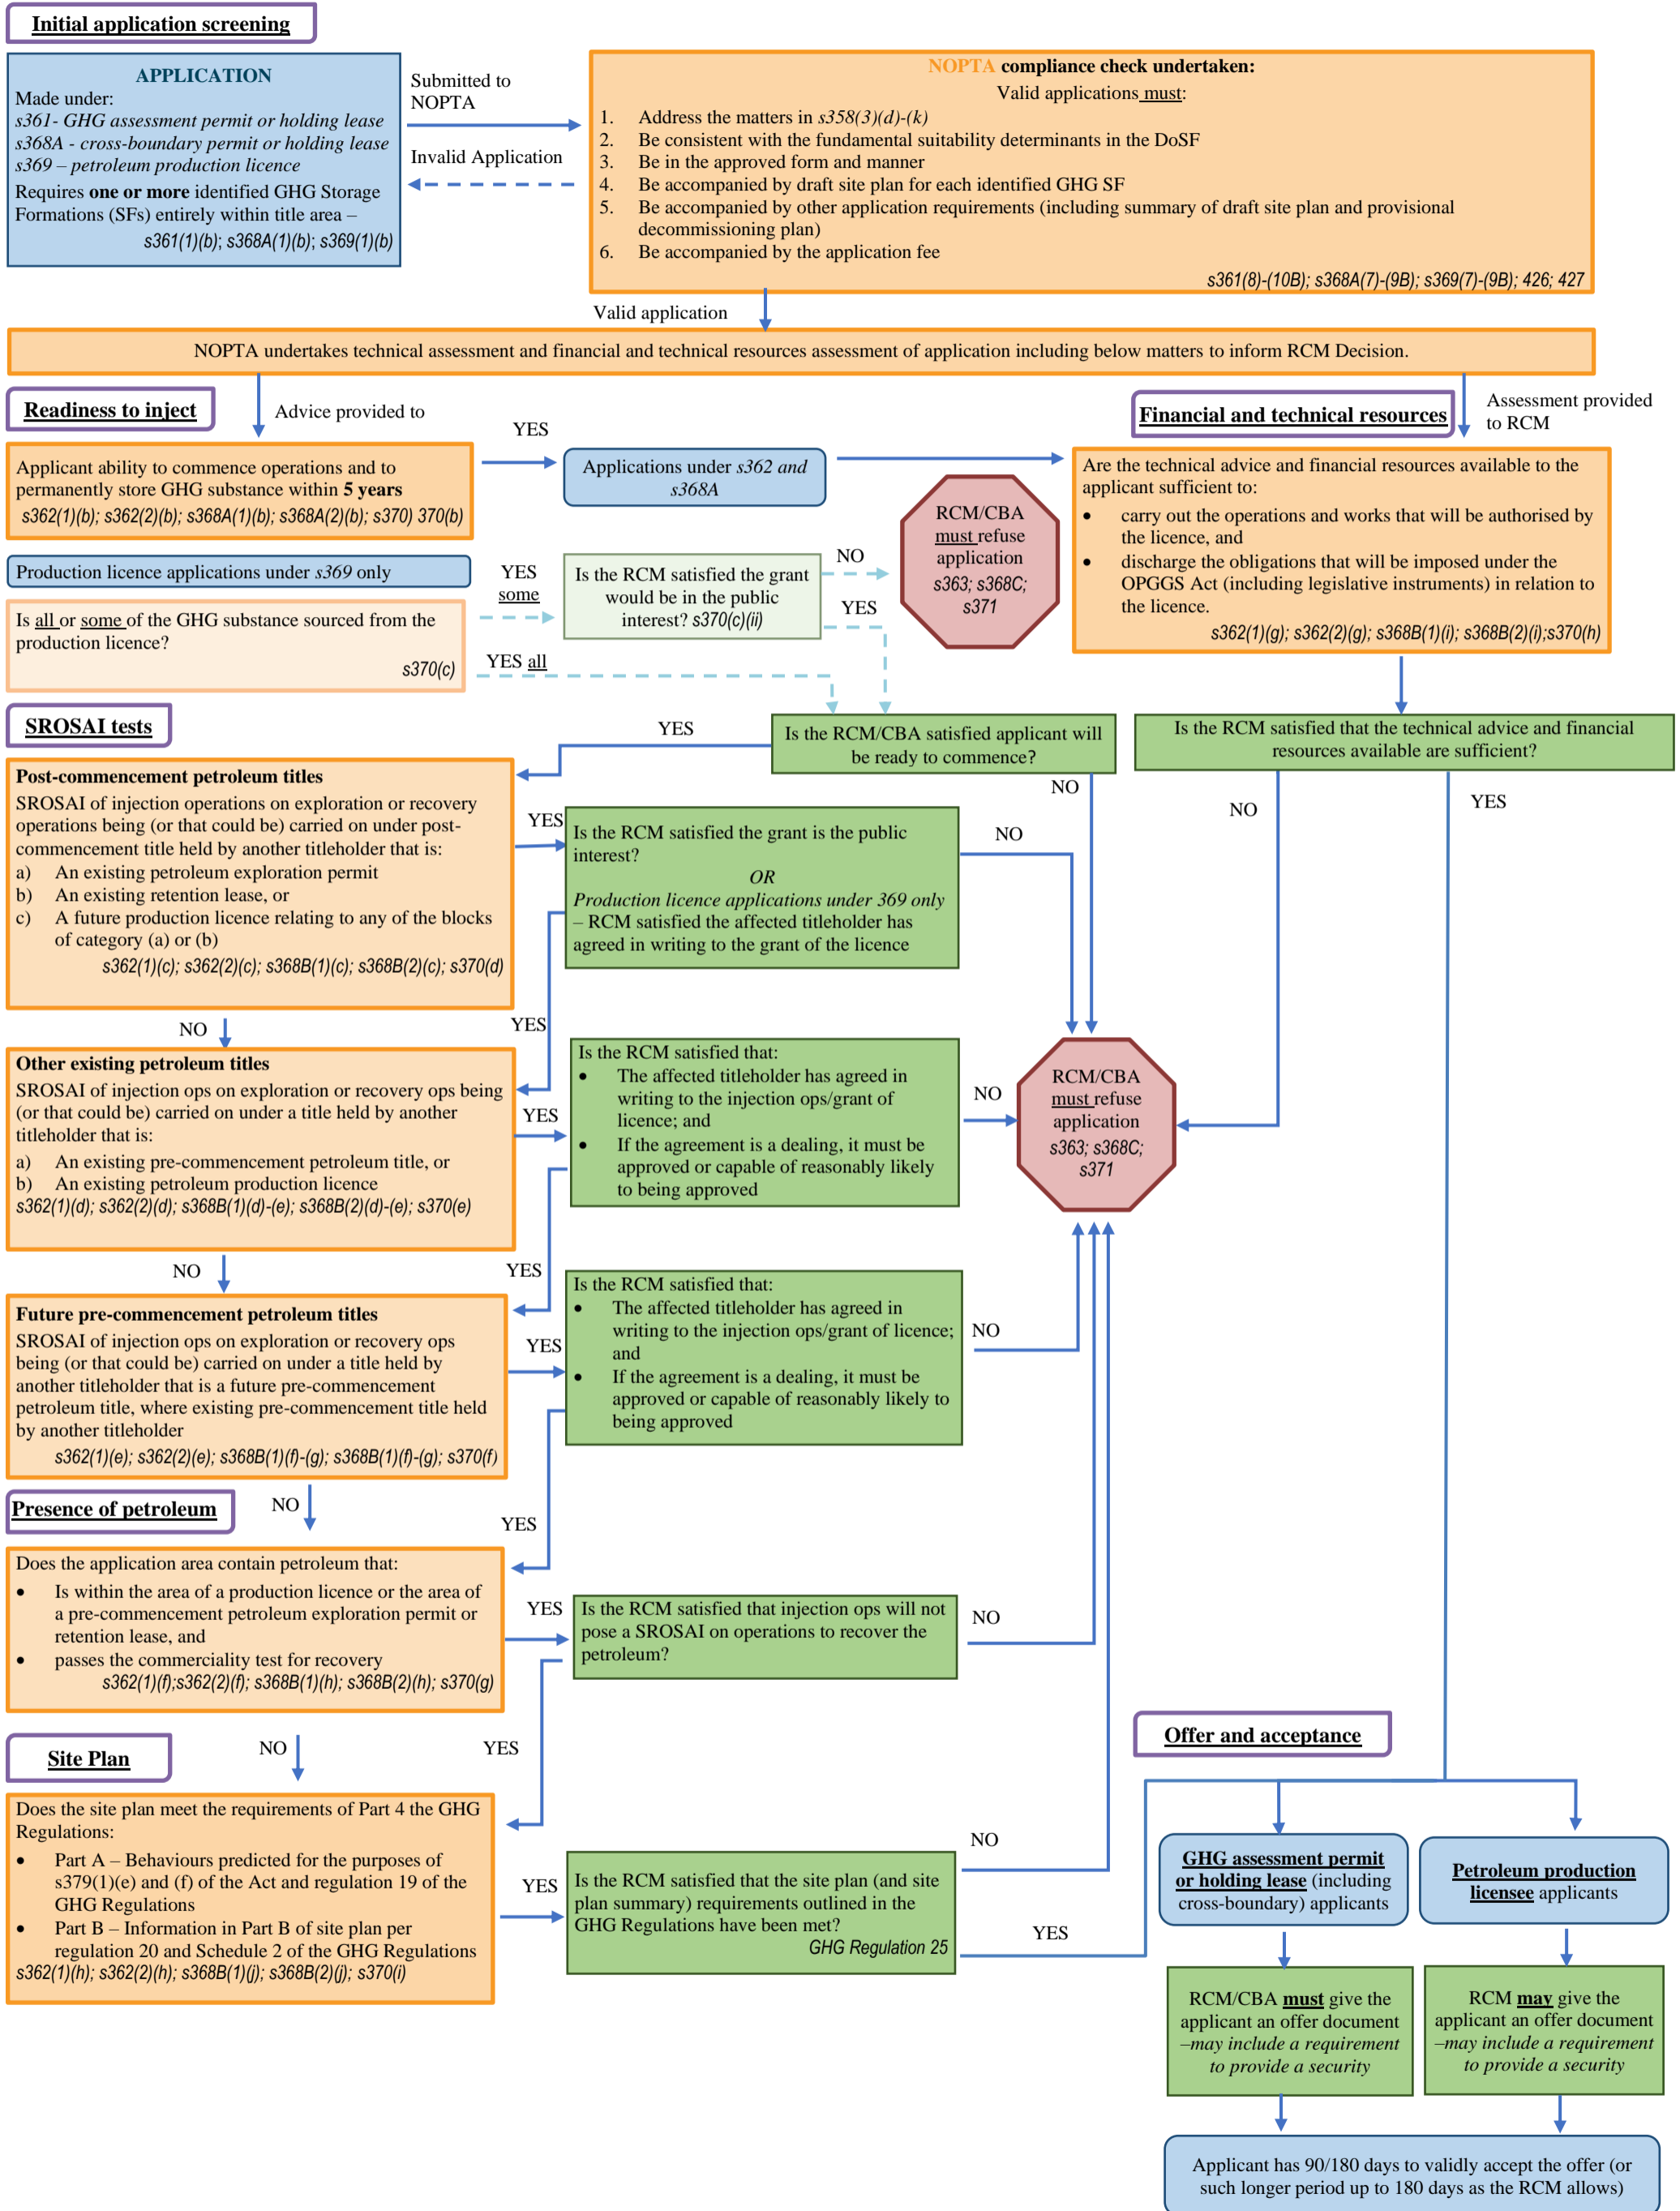 Initial application screening
APPLICATION
Made under:
s361- GHG assessment permit or holding lease
s368A - cross-boundary permit or holding lease
s369 – petroleum production licence
Requires one or more identified GHG Storage
Formations (SFs) entirely within title area –
s361(1)(b); s368A(1)(b); s369(1)(b)
Submitted to
NOPTA
Invalid Application
NOPTA compliance check undertaken:
Valid applications must:
1. Address the matters in s358(3)(d)-(k)
2. Be consistent with the fundamental suitability determinants in the DoSF
3. Be in the approved form and manner
4. Be accompanied by draft site plan for each identified GHG SF
5. Be accompanied by other application requirements (including summary of draft site plan and provisional
decommissioning plan)
6. Be accompanied by the application fee
s361(8)-(10B); s368A(7)-(9B); s369(7)-(9B); 426; 427
Valid application
NOPTA undertakes technical assessment and financial and technical resources assessment of application including below matters to inform RCM Decision.
Readiness to inject
Advice provided to
Financial and technical resources
Assessment provided
to RCM
Applicant ability to commence operations and to
permanently store GHG substance within 5 years
s362(1)(b); s362(2)(b); s368A(1)(b); s368A(2)(b); s370) 370(b)
YES
Applications under s362 and
s368A
Are the technical advice and financial resources available to the
applicant sufficient to:
• carry out the operations and works that will be authorised by
the licence, and
• discharge the obligations that will be imposed under the
OPGGS Act (including legislative instruments) in relation to
the licence.
s362(1)(g); s362(2)(g); s368B(1)(i); s368B(2)(i);s370(h)
Production licence applications under s369 only
Is all or some of the GHG substance sourced from the
production licence?
s370(c)
YES
some
YES all
Is the RCM satisfied the grant
would be in the public
interest? s370(c)(ii)
NO
YES
RCM/CBA
must refuse
application
s363; s368C;
s371
SROSAI tests
YES
Is the RCM/CBA satisfied applicant will
be ready to commence?
NO
Is the RCM satisfied that the technical advice and financial
resources available are sufficient?
NO
YES
Post-commencement petroleum titles
SROSAI of injection operations on exploration or recovery
operations being (or that could be) carried on under post-
commencement title held by another titleholder that is:
a) An existing petroleum exploration permit
b) An existing retention lease, or
c) A future production licence relating to any of the blocks
of category (a) or (b)
s362(1)(c); s362(2)(c); s368B(1)(c); s368B(2)(c); s370(d)
YES
Is the RCM satisfied the grant is the public
interest?
OR
Production licence applications under 369 only
– RCM satisfied the affected titleholder has
agreed in writing to the grant of the licence
NO
NO
YES
Other existing petroleum titles
SROSAI of injection ops on exploration or recovery ops being
(or that could be) carried on under a title held by another
titleholder that is:
a) An existing pre-commencement petroleum title, or
b) An existing petroleum production licence
s362(1)(d); s362(2)(d); s368B(1)(d)-(e); s368B(2)(d)-(e); s370(e)
YES
Is the RCM satisfied that:
• The affected titleholder has agreed in
writing to the injection ops/grant of
licence; and
• If the agreement is a dealing, it must be
approved or capable of reasonably likely
to being approved
NO
RCM/CBA
must refuse
application
s363; s368C;
s371
NO
YES
Future pre-commencement petroleum titles
SROSAI of injection ops on exploration or recovery ops
being (or that could be) carried on under a title held by
another titleholder that is a future pre-commencement
petroleum title, where existing pre-commencement title held
by another titleholder
s362(1)(e); s362(2)(e); s368B(1)(f)-(g); s368B(1)(f)-(g); s370(f)
YES
Is the RCM satisfied that:
• The affected titleholder has agreed in
writing to the injection ops/grant of licence;
and
• If the agreement is a dealing, it must be
approved or capable of reasonably likely to
being approved
NO
Presence of petroleum
NO
YES
Does the application area contain petroleum that:
• Is within the area of a production licence or the area of
a pre-commencement petroleum exploration permit or
retention lease, and
• passes the commerciality test for recovery
s362(1)(f);s362(2)(f); s368B(1)(h); s368B(2)(h); s370(g)
YES
Is the RCM satisfied that injection ops will not
pose a SROSAI on operations to recover the
petroleum?
NO
Site Plan
NO
YES
Does the site plan meet the requirements of Part 4 the GHG
Regulations:
• Part A – Behaviours predicted for the purposes of
s379(1)(e) and (f) of the Act and regulation 19 of the
GHG Regulations
• Part B – Information in Part B of site plan per
regulation 20 and Schedule 2 of the GHG Regulations
s362(1)(h); s362(2)(h); s368B(1)(j); s368B(2)(j); s370(i)
YES
Is the RCM satisfied that the site plan (and site
plan summary) requirements outlined in the
GHG Regulations have been met?
GHG Regulation 25
NO
YES
Offer and acceptance
GHG assessment permit
or holding lease (including
cross-boundary) applicants
Petroleum production
licensee applicants
RCM/CBA must give the
applicant an offer document
–may include a requirement
to provide a security
RCM may give the
applicant an offer document
–may include a requirement
to provide a security
Applicant has 90/180 days to validly accept the offer (or
such longer period up to 180 days as the RCM allows)